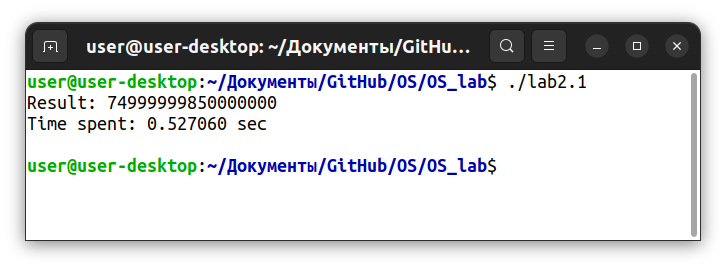 user@user-desktop: ~/Документы/GitHu...
user@user-desktop:~/Документы/GitHub/OS/OS_lab$ ./lab2.1
Result: 74999999850000000
Time spent: 0.527060 sec
user@user-desktop:~/Документы/GitHub/OS/OS_lab$